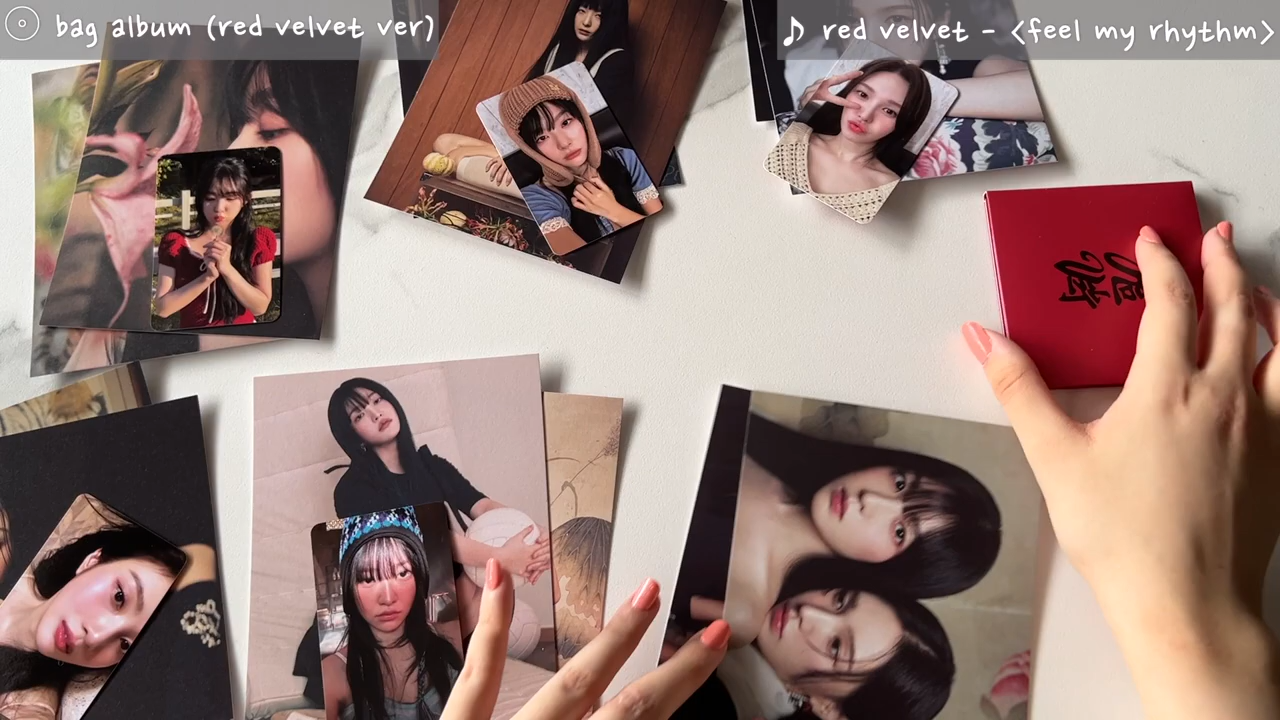 bag album (red velvet ver)
♪ red velvet - <feel my rhythm>